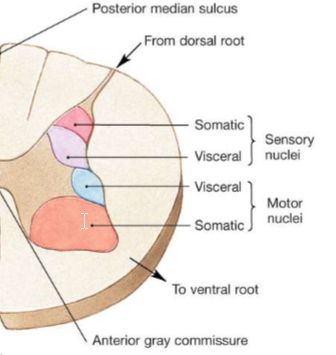 Posterior median sulcus
From dorsal root
Somatic
Visceral
Sensory
nuclei
Visceral
Somatic
Motor
nuclei
To ventral root
Anterior gray commissure